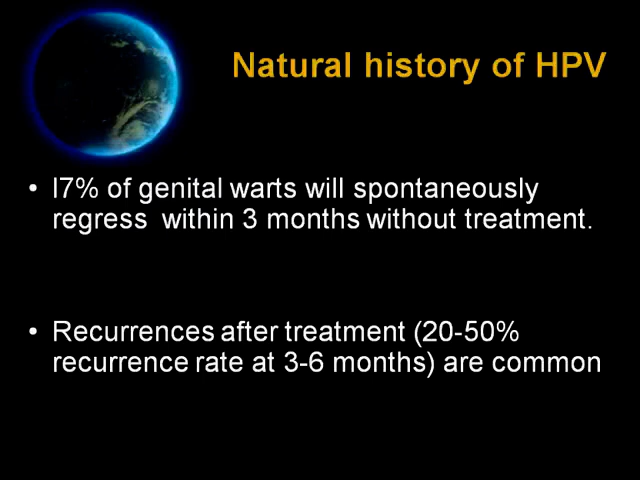 Natural history of HPV
• l7% of genital warts will spontaneously
regress within 3 months without treatment.
• Recurrences after treatment (20-50%
recurrence rate at 3-6 months) are common